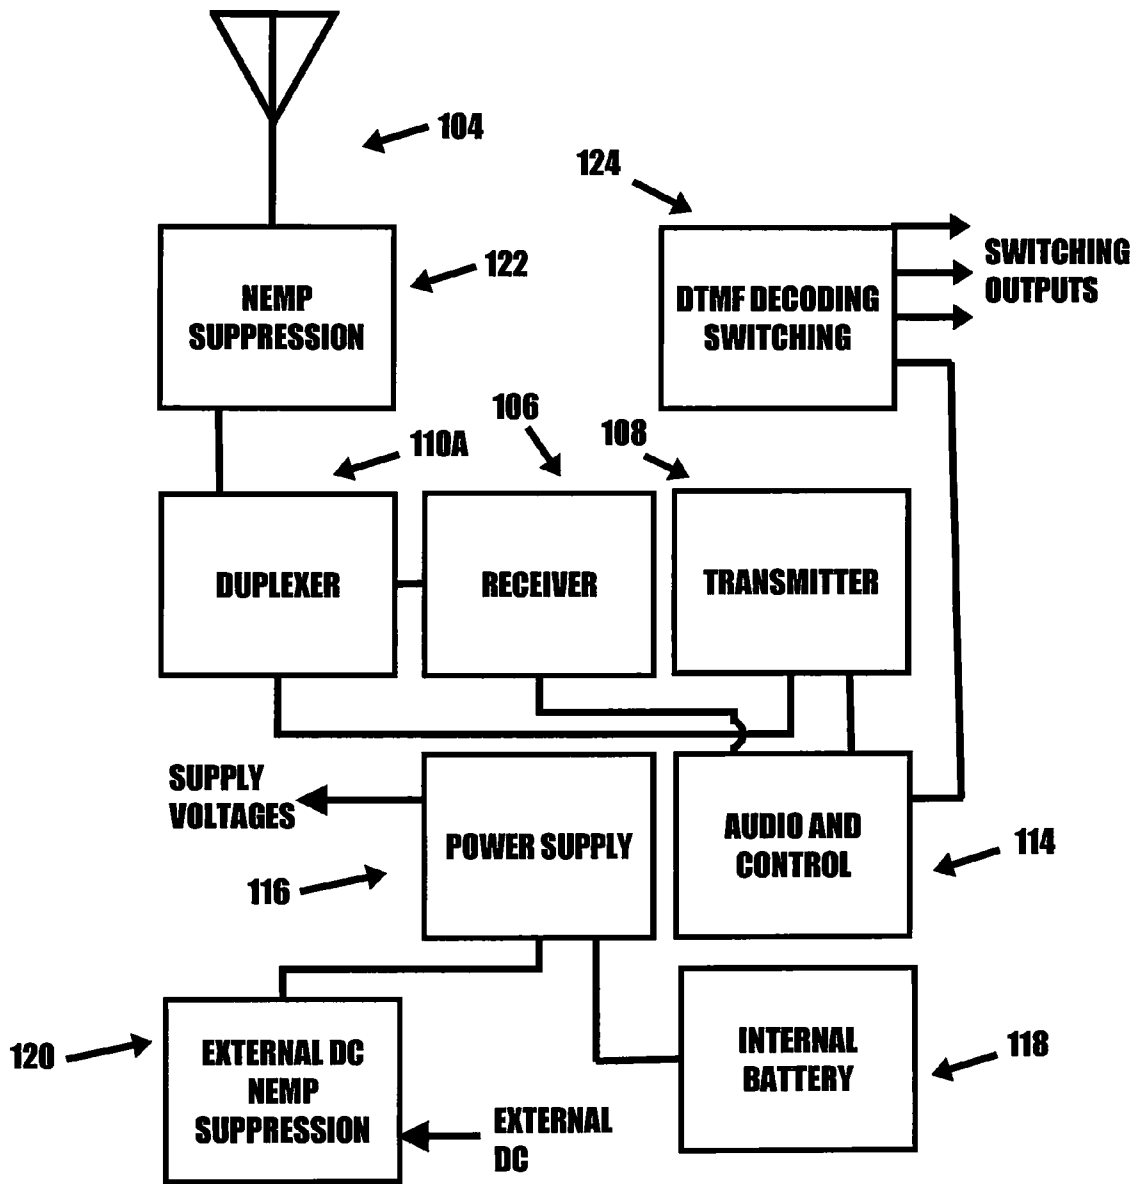 104
124
122
NEMP
SUPPRESSION
DTMF DECODING
SWITCHING
SWITCHING
OUTPUTS
106
108
110A
DUPLEXER
RECEIVER
TRANSMITTER
SUPPLY
VOLTAGES
POWER SUPPLY
AUDIO AND
CONTROL
114
116
120
EXTERNAL DC
NEMP
SUPPRESSION
EXTERNAL
DC
INTERNAL
BATTERY
118